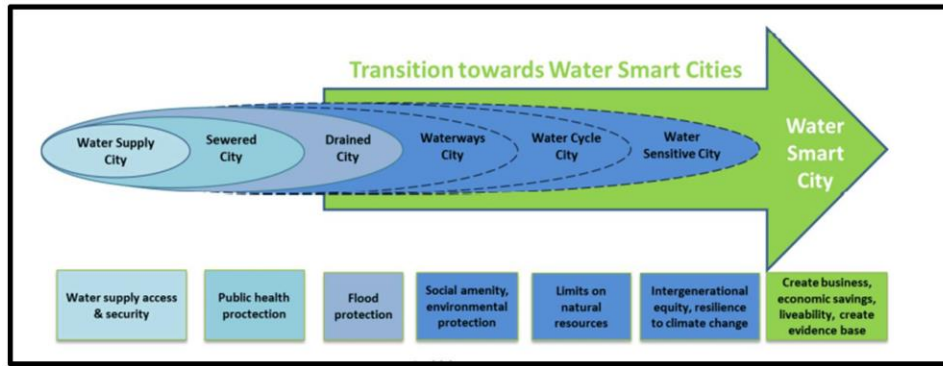 Transition towards Water Smart Cities
Water Supply
City
Sewered
City
Drained
City
Waterways
City
Water Cycle
City
Water
Sensitive City
Water
Smart
City
Water supply access
& security
Public health
proctection
Flood
protection
Social amenity,
environmental
protection
Limits on
natural
resources
Intergenerational
equity, resilience
to climate change
Create business,
economic savings,
liveability, create
evidence base